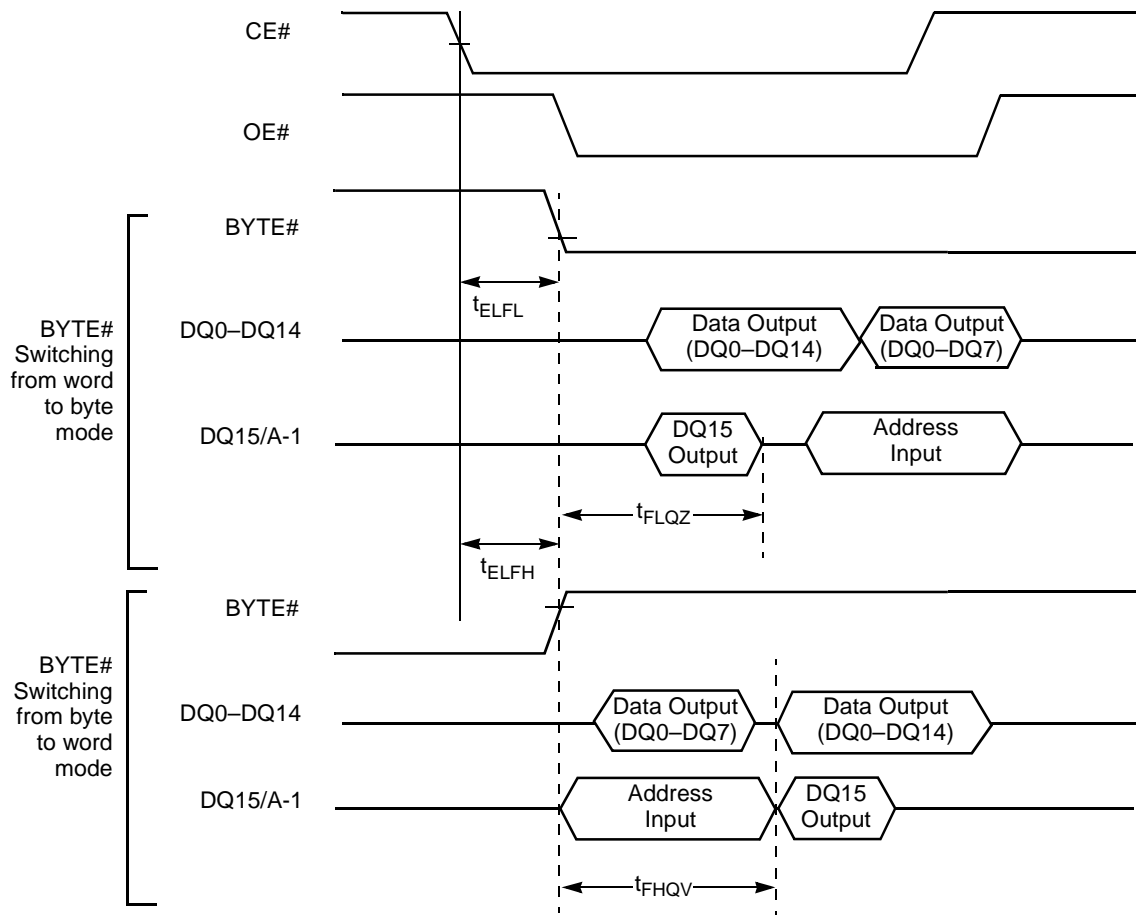 CE#
OE#
BYTE#
Switching
from word
to byte
mode
BYTE#
tELFL
DQ0–DQ14
Data Output
(DQ0–DQ14)
Data Output
(DQ0–DQ7)
DQ15/A-1
DQ15
Output
Address
Input
tFLQZ
tELFH
BYTE#
Switching
from byte
to word
mode
BYTE#
DQ0–DQ14
Data Output
(DQ0–DQ7)
Data Output
(DQ0–DQ14)
DQ15/A-1
Address
Input
DQ15
Output
tFHQV